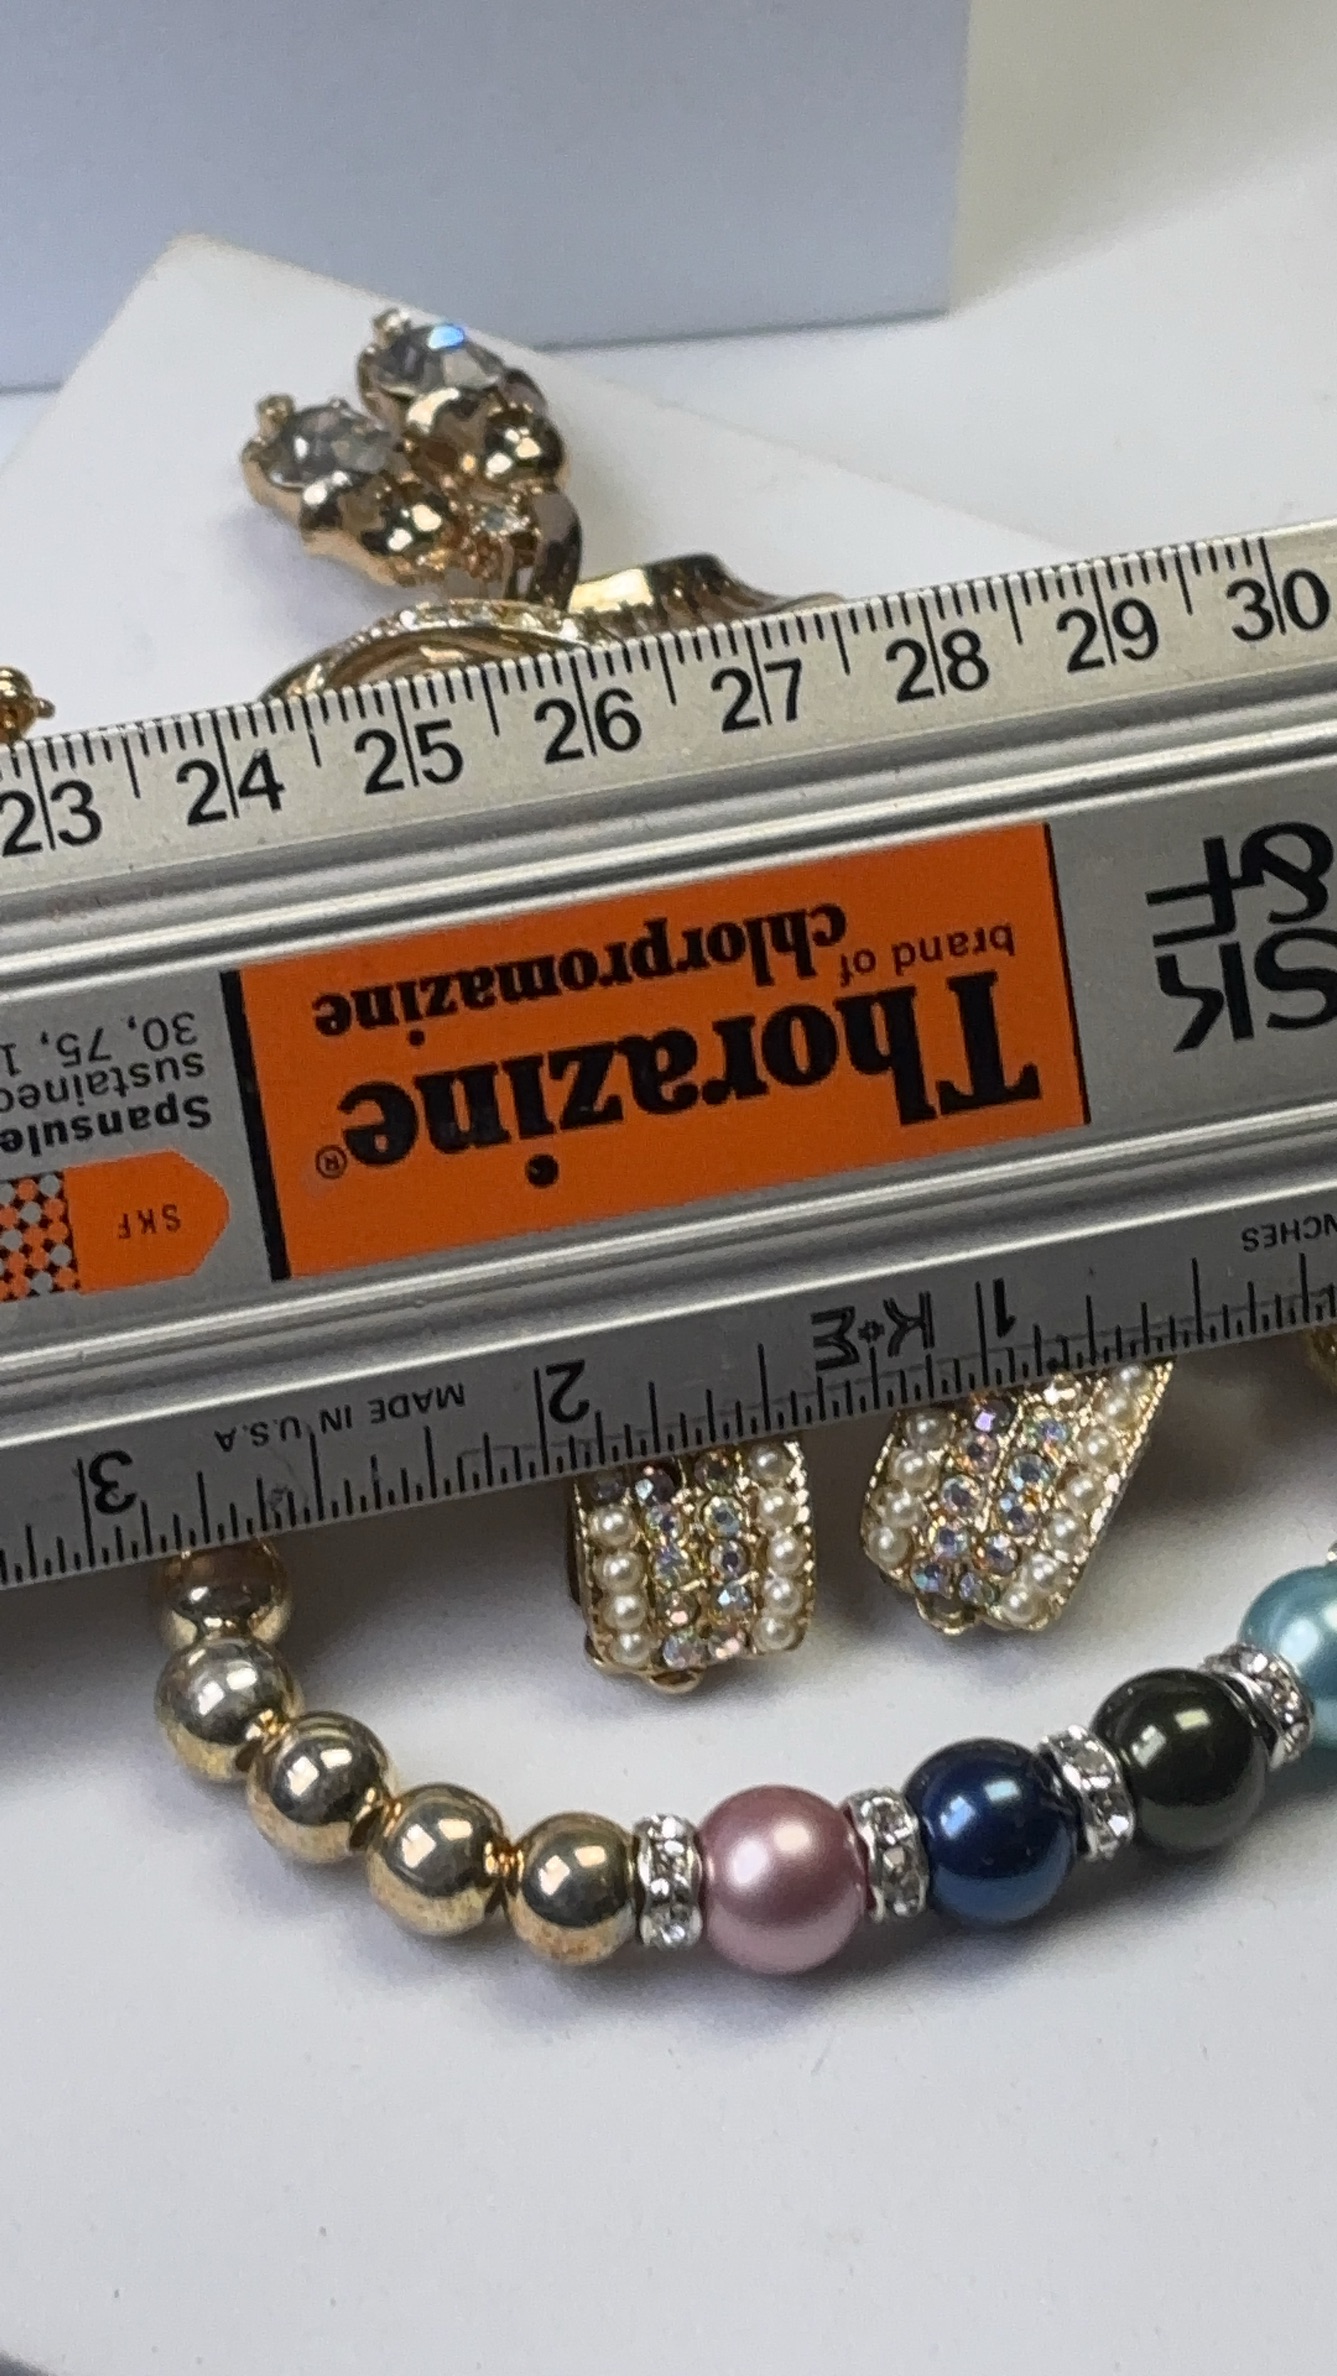 23 24 25 26 27 28 29 30
SK
&F
Thorazine®
brand of
chlorpromazine
Spansule
sustained
30, 75, 1
SKF
INCHES
1 K+E 2 3
MADE IN U.S.A